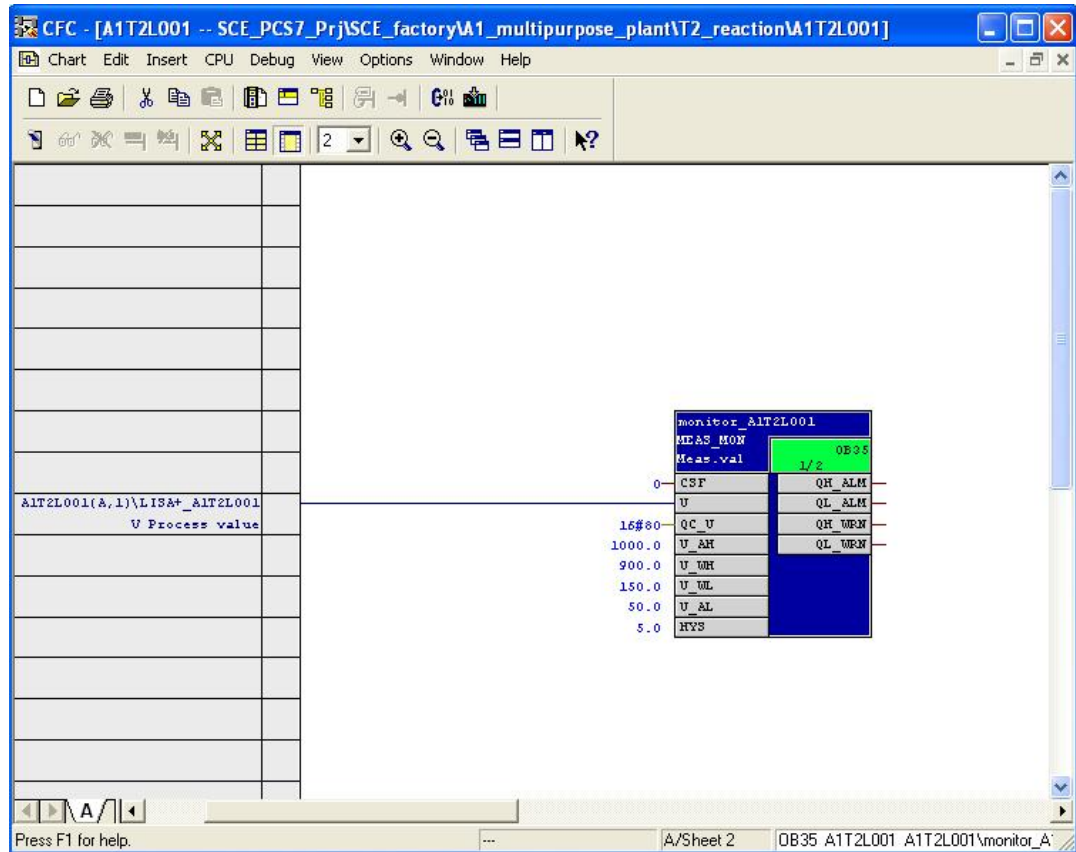 CFC - [A1T2L001 -- SCE_PCS7_Prj\SCE_factory\A1_multipurpose_plant\T2_reaction\A1T2L001]
Chart Edit Insert CPU Debug View Options Window Help
2
monitor_A1T2L001
MEAS_MON
Meas.val
OB35
1/2
0 CSF QH_ALM
A1T2L001(A,1)\LISA+_A1T2L001 U QL_ALM
V Process value 16#80 QC_U QH_WRN
1000.0 U_AH QL_WRN
900.0 U_WH
150.0 U_WL
50.0 U_AL
5.0 HYS
A
Press F1 for help. --- A/Sheet 2 OB35 A1T2L001 A1T2L001\monitor_A